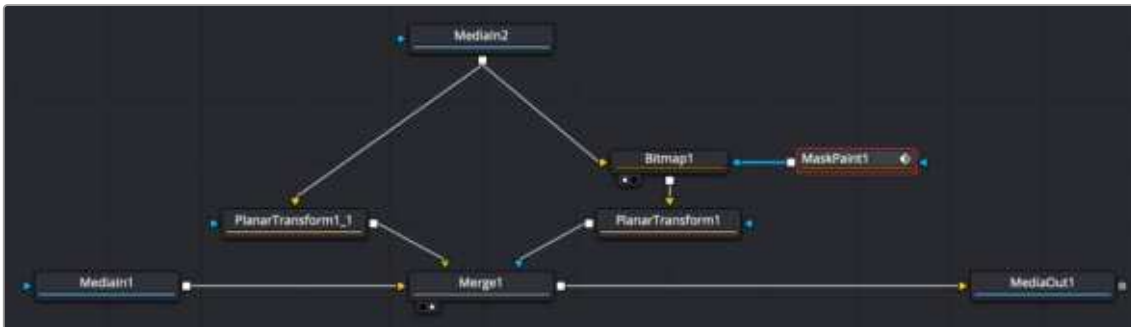 MediaIn2
Bitmap1
MaskPaint1
PlanarTransform1_1
PlanarTransform1
MediaIn1
Merge1
MediaOut1